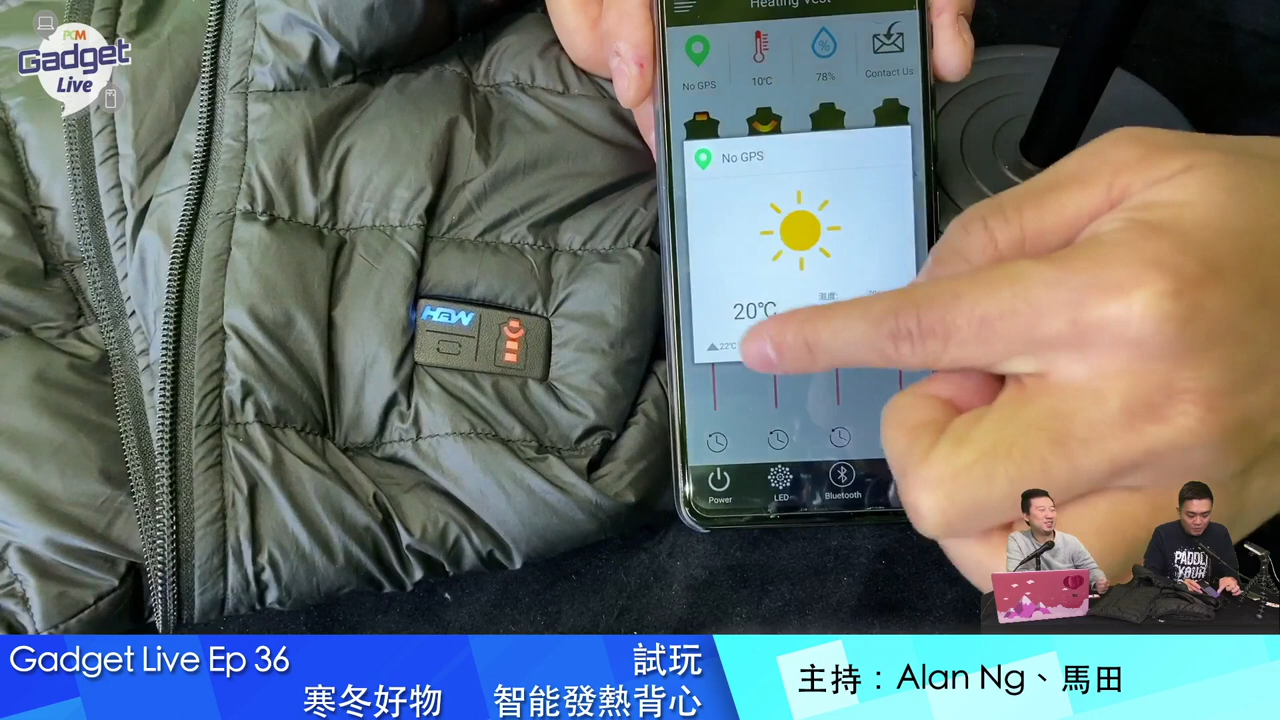 PCM
Gadget
Live
Heating Vest
No GPS
10℃
78%
Contact Us
No GPS
20℃
22℃
HGW
Power
LED
Bluetooth
PADDL
YOUR
Gadget Live Ep 36
試玩
寒冬好物
智能發熱背心
主持：Alan Ng、馬田